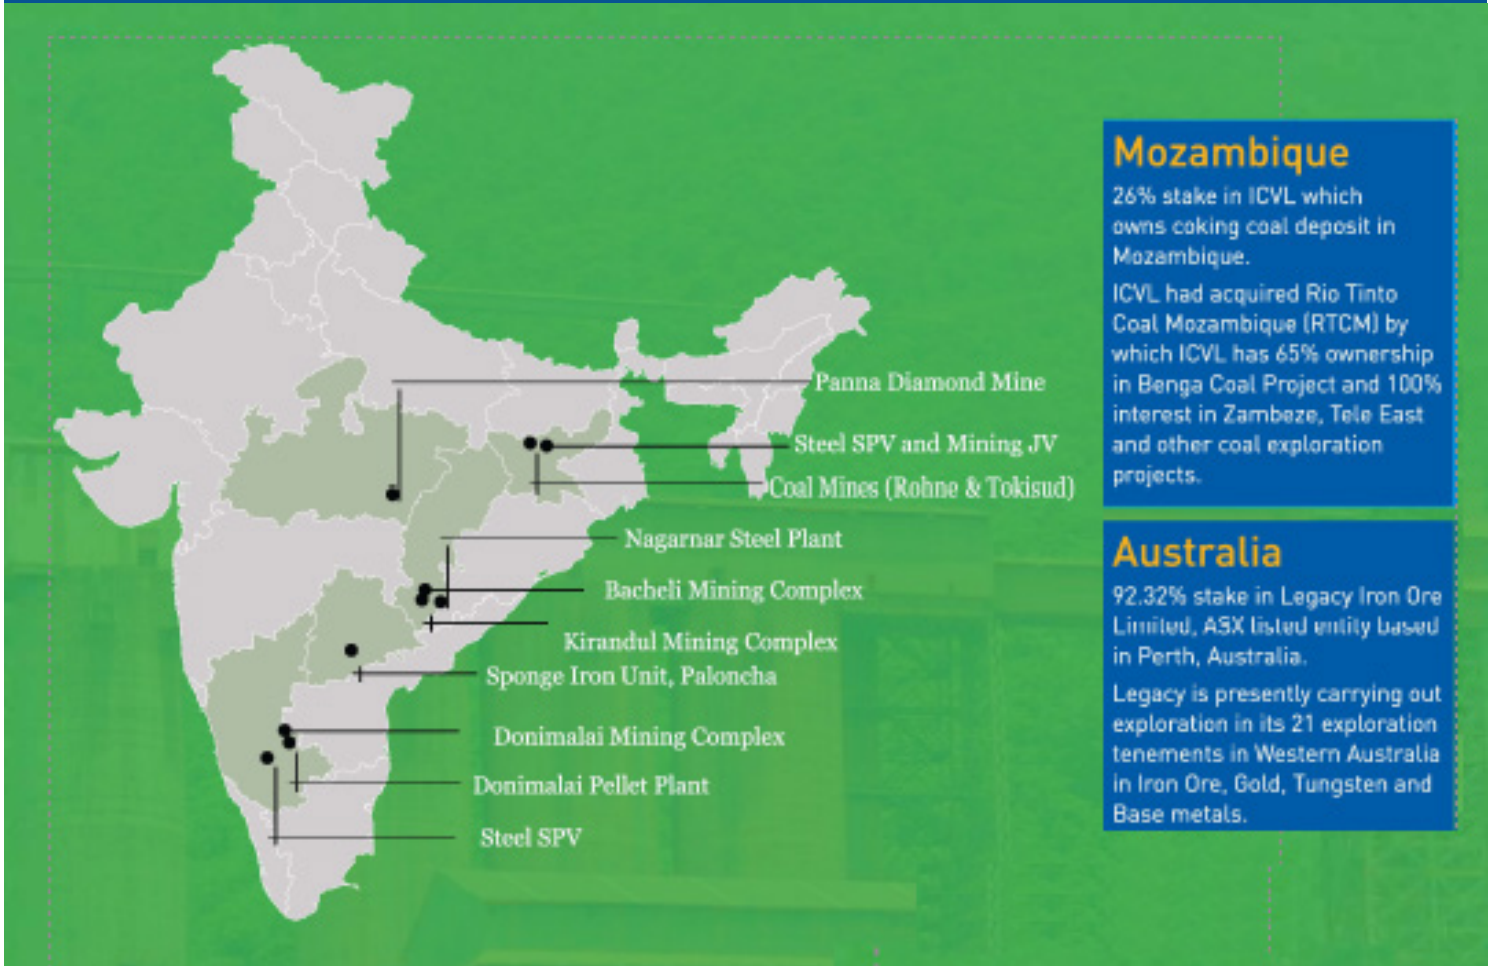 Panna Diamond Mine
Steel SPV and Mining JV
Coal Mines (Rohne & Tokisud)
Nagarnar Steel Plant
Bacheli Mining Complex
Kirandul Mining Complex
Sponge Iron Unit, Paloncha
Donimalai Mining Complex
Donimalai Pellet Plant
Steel SPV
Mozambique
26% stake in ICVL which
owns coking coal deposit in
Mozambique.
ICVL had acquired Rio Tinto
Coal Mozambique (RTCM) by
which ICVL has 65% ownership
in Benga Coal Project and 100%
interest in Zambeze, Tele East
and other coal exploration
projects.
Australia
92.32% stake in Legacy Iron Ore
Limited, ASX listed entity based
in Perth, Australia.
Legacy is presently carrying out
exploration in its 21 exploration
tenements in Western Australia
in Iron Ore, Gold, Tungsten and
Base metals.